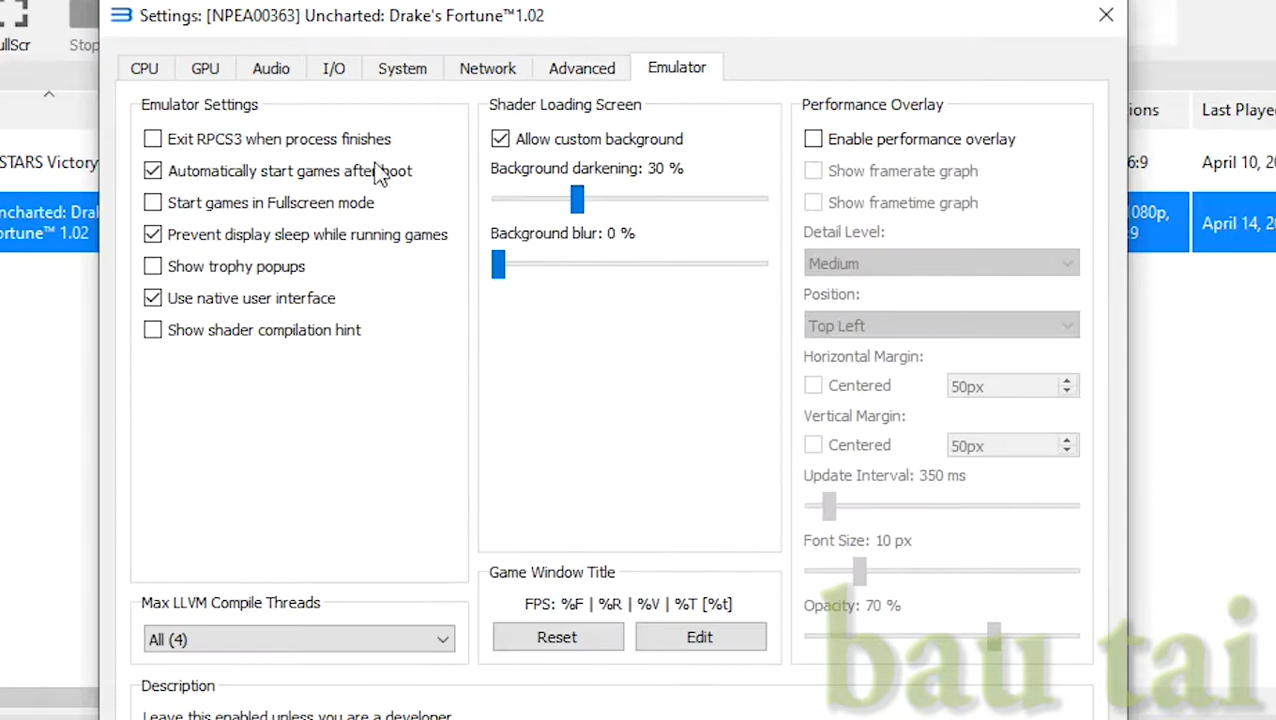 Settings: [NPEA00363] Uncharted: Drake's Fortune™1.02
Stop
CPU
GPU
Audio
I/O
System
Network
Advanced
Emulator
Emulator Settings
Exit RPCS3 when process finishes
Automatically start games after boot
Start games in Fullscreen mode
Prevent display sleep while running games
Show trophy popups
Use native user interface
Show shader compilation hint
Max LLVM Compile Threads
All (4)
Shader Loading Screen
Allow custom background
Background darkening: 30 %
Background blur: 0 %
Game Window Title
FPS: %F | %R | %V | %T [%t]
Reset
Edit
Performance Overlay
Enable performance overlay
Show framerate graph
Show frametime graph
Detail Level:
Medium
Position:
Top Left
Horizontal Margin:
Centered
50px
Vertical Margin:
Centered
50px
Update Interval: 350 ms
Font Size: 10 px
Opacity: 70 %
Description
Leave this enabled unless you are a developer.
STARS Victory
ncharted: Dra
ortune™ 1.02
ions
Last Playe
6:9
April 10, 20
1080p,
:9
April 14, 20
bau tai